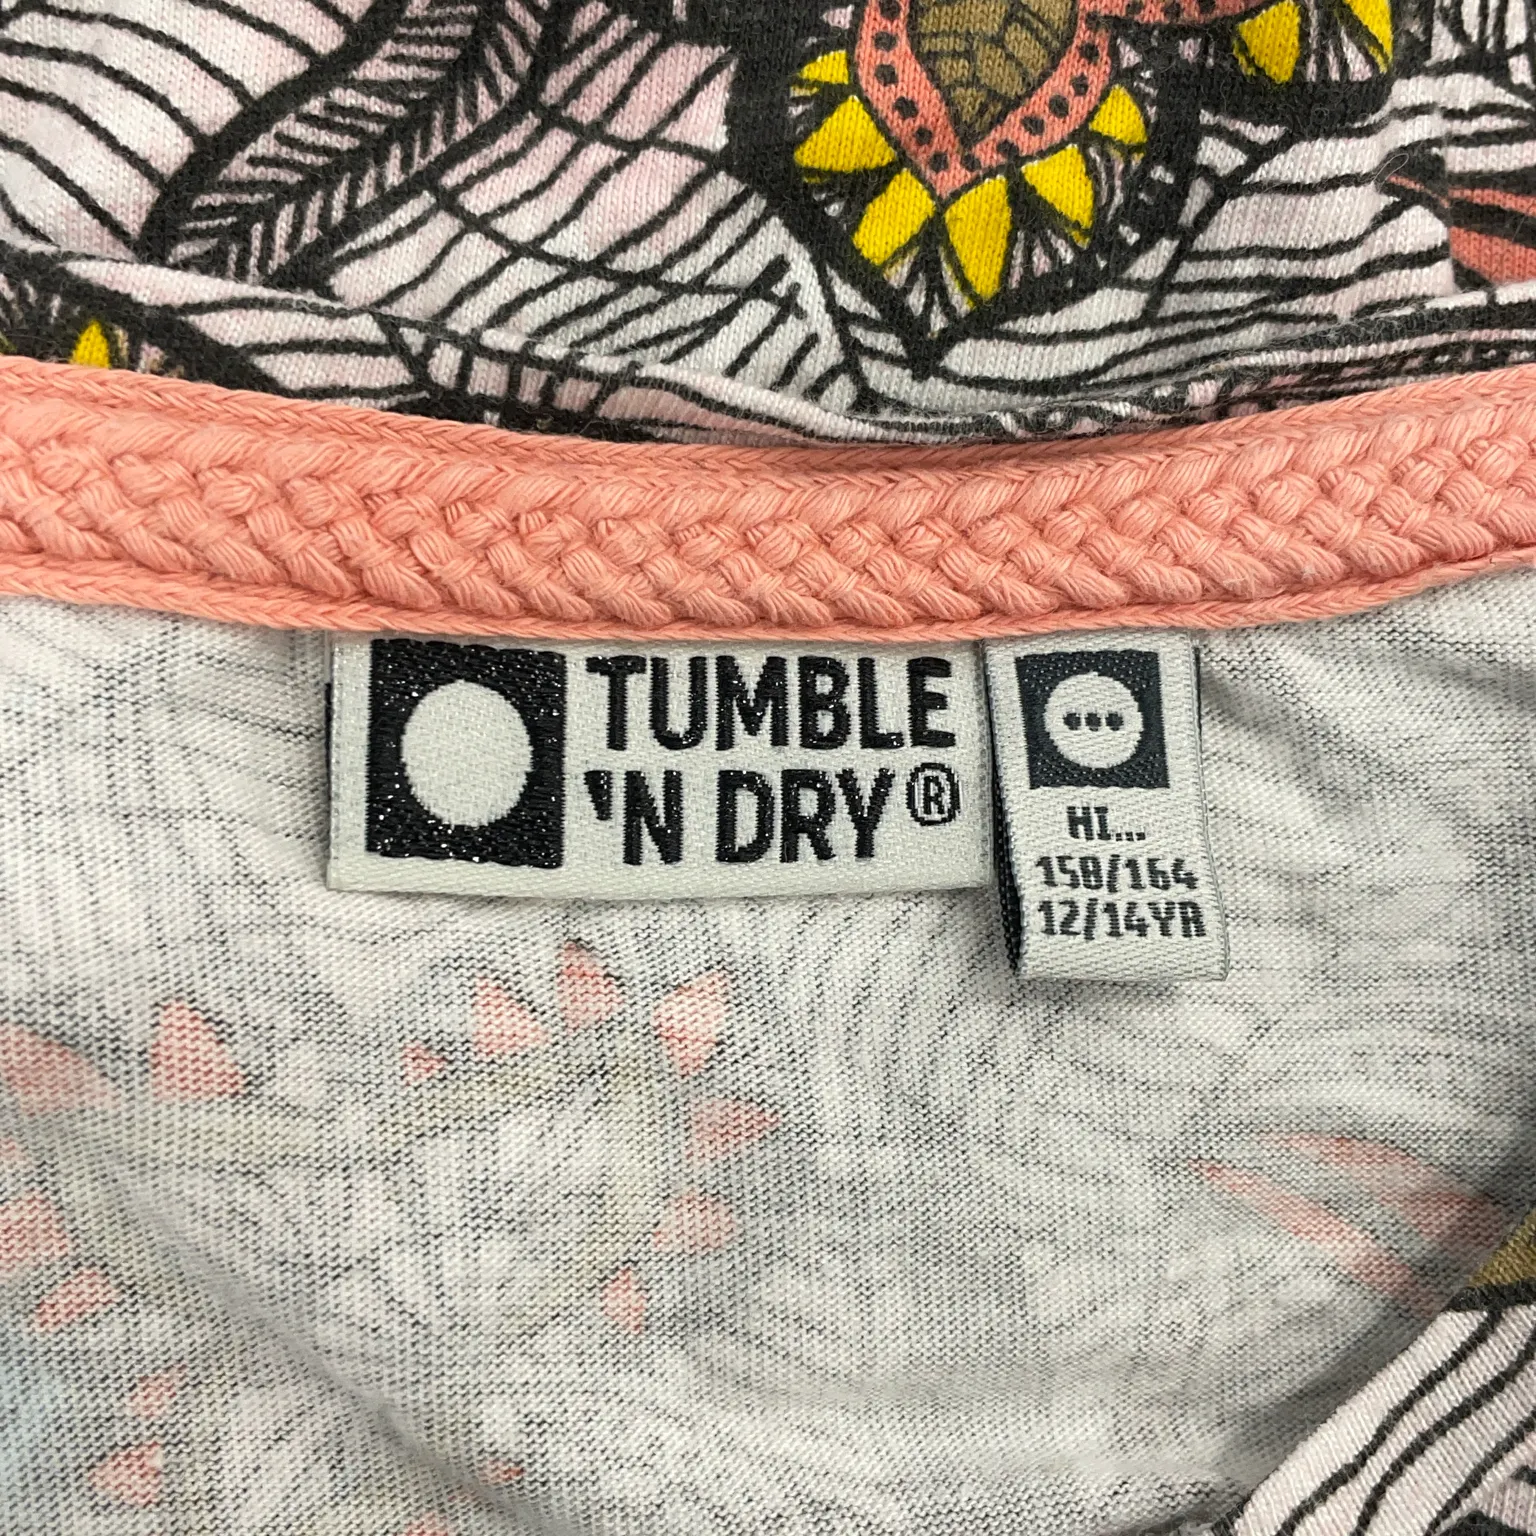 TUMBLE
'N DRY®
HI...
158/164
12/14YR